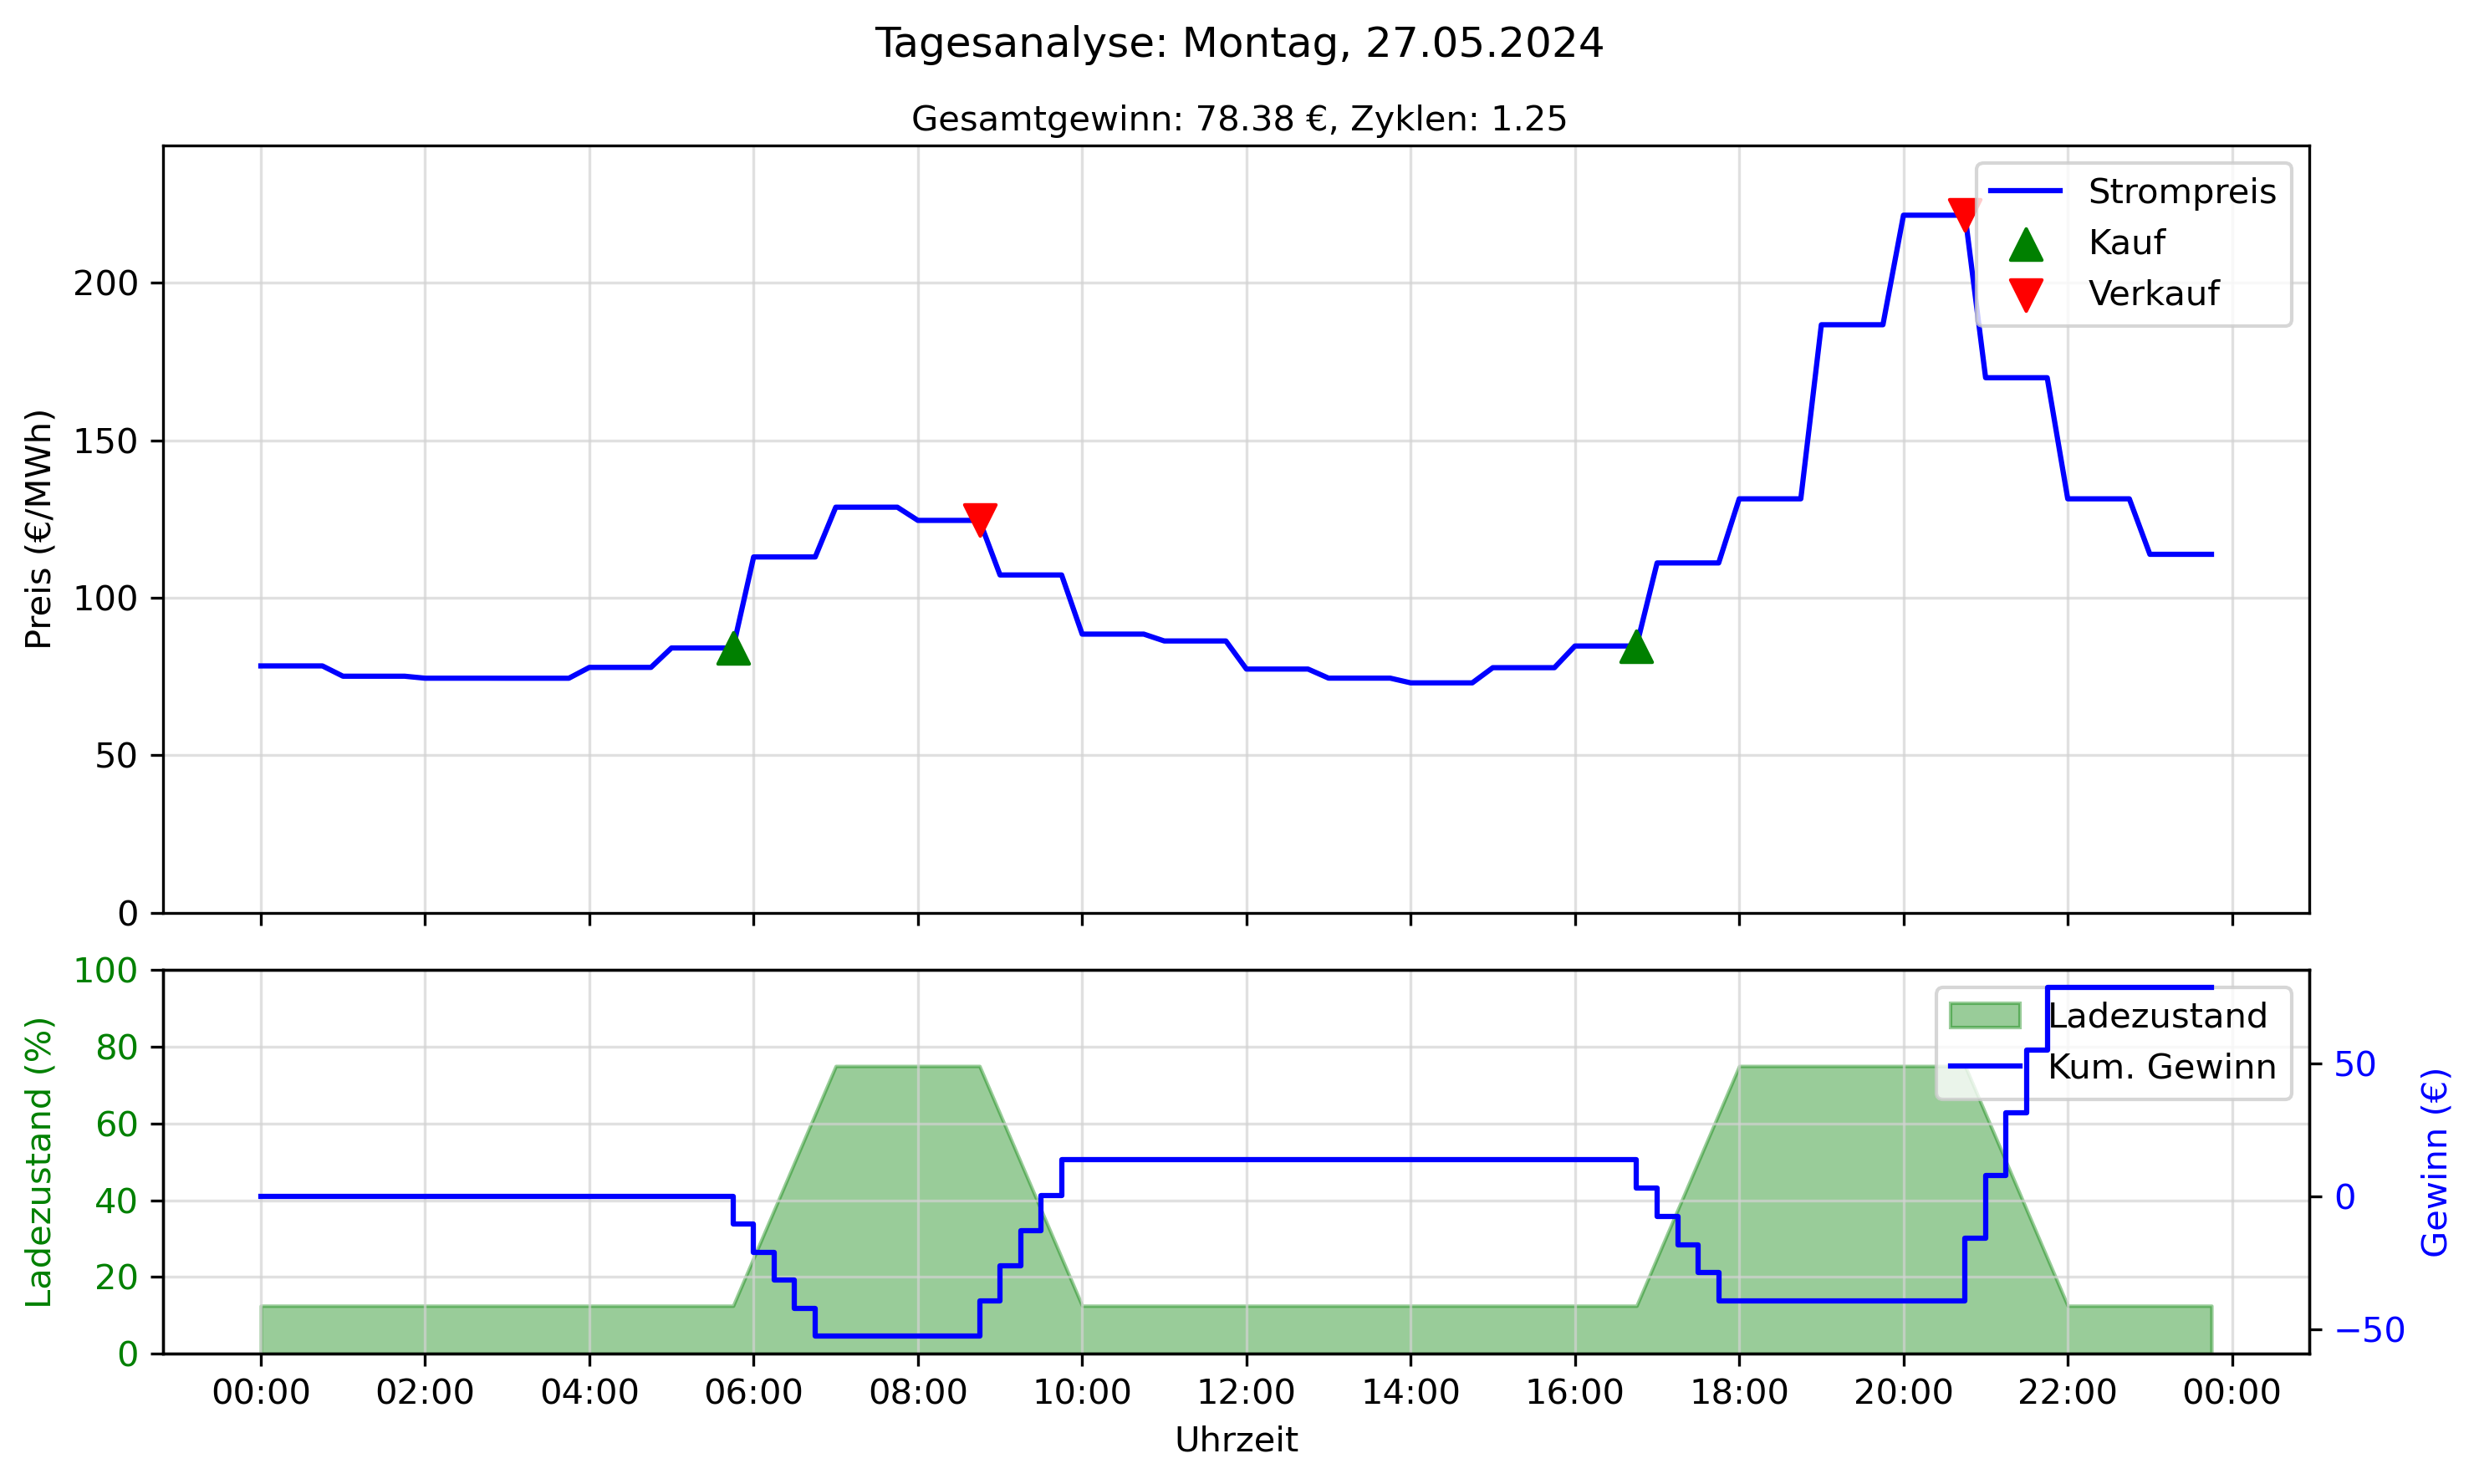 Tagesanalyse: Montag, 27.05.2024
Gesamtgewinn: 78.38 €, Zyklen: 1.25
Preis (€/MWh)
200
150
100
50
0
Strompreis
Kauf
Verkauf
Ladezustand (%)
100
80
60
40
20
0
Ladezustand
Kum. Gewinn
50
0
−50
Gewinn (€)
00:00 02:00 04:00 06:00 08:00 10:00 12:00 14:00 16:00 18:00 20:00 22:00 00:00
Uhrzeit